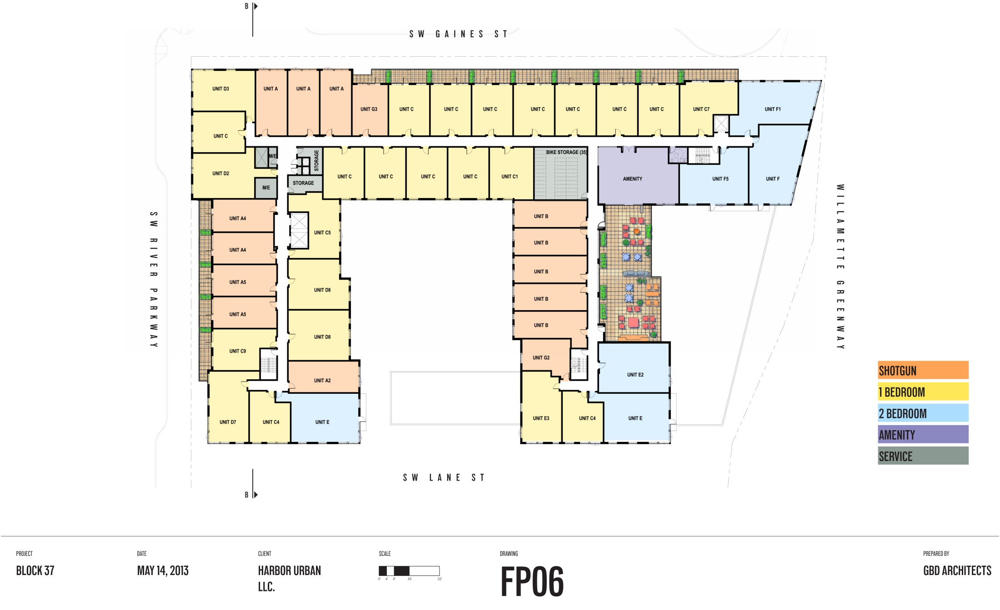 B
SW GAINES ST
UNIT D3
UNIT A
UNIT A
UNIT A
UNIT G3
UNIT C
UNIT C
UNIT C
UNIT C
UNIT C
UNIT C
UNIT C
UNIT C7
UNIT F1
UNIT C
M/E
STORAGE
BIKE STORAGE (35)
UNIT D2
M/E
STORAGE
UNIT C
UNIT C
UNIT C
UNIT C
UNIT C1
AMENITY
UNIT F5
UNIT F
SW RIVER PARKWAY
WILLAMETTE GREENWAY
UNIT A4
UNIT C5
UNIT B
UNIT A4
UNIT B
UNIT A5
UNIT D8
UNIT B
UNIT A5
UNIT B
UNIT D8
UNIT B
UNIT C9
UNIT G2
UNIT A2
UNIT E2
UNIT D7
UNIT C4
UNIT E
UNIT E3
UNIT C4
UNIT E
SHOTGUN
1 BEDROOM
2 BEDROOM
AMENITY
SERVICE
SW LANE ST
B
PROJECT
BLOCK 37
DATE
MAY 14, 2013
CLIENT
HARBOR URBAN
LLC.
SCALE
0 4 8 16 32
DRAWING
FP06
PREPARED BY
GBD ARCHITECTS